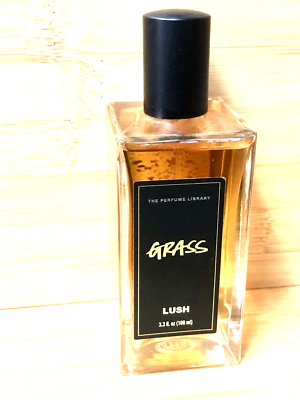 THE PERFUME LIBRARY
GRASS
LUSH
3.3 fl. oz (100 ml)